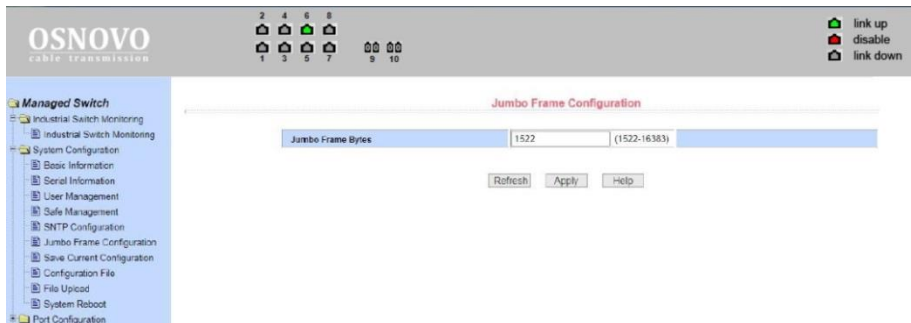 OSNOVO
cable transmission
2 4 6 8
1 3 5 7 9 10
link up
disable
link down
Managed Switch
Industrial Switch Monitoring
Industrial Switch Monitoring
System Configuration
Basic Information
Serial Information
User Management
Safe Management
SNTP Configuration
Jumbo Frame Configuration
Save Current Configuration
Configuration File
File Upload
System Reboot
Port Configuration
Jumbo Frame Configuration
Jumbo Frame Bytes 1522 (1522-16383)
Refresh Apply Help